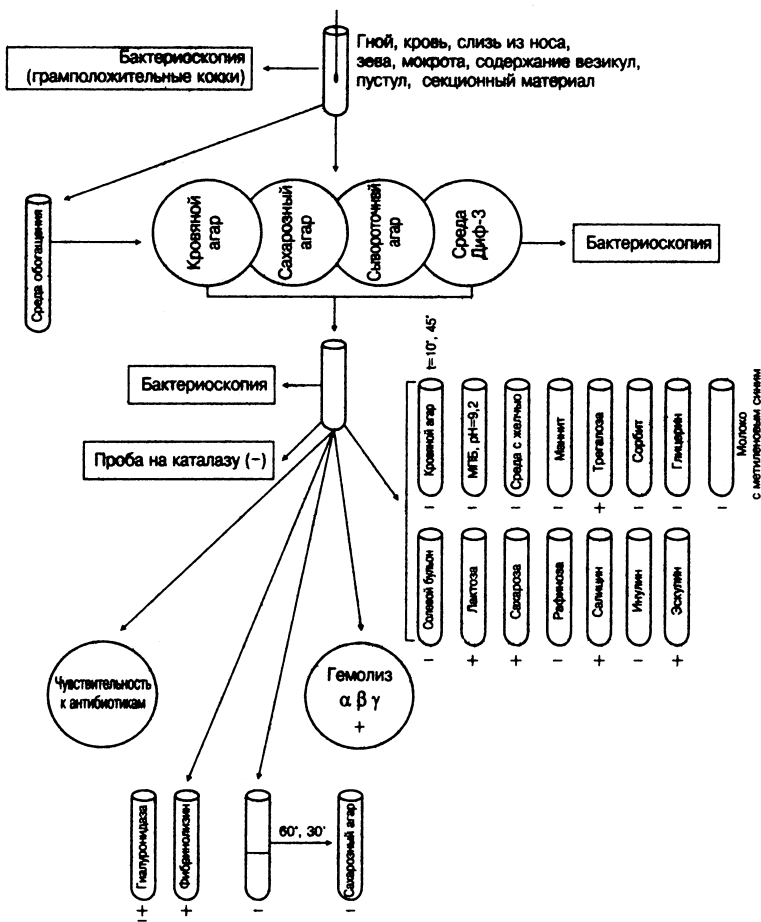 Бактериоскопия
(грамположительные кокки)
Гной, кровь, слизь из носа,
зева, мокрота, содержание везикул,
пустул, секционный материал
Среда обогащения
Кровяной
агар
Сахарозный
агар
Сывороточный
агар
Среда
Диф-3
Бактериоскопия
Бактериоскопия
Проба на каталазу (−)
t=10°, 45°
Кровяной агар
−
МПБ, pH=9,2
−
Среда с желчью
−
Маннит
−
Трегалоза
+
Сорбит
−
Глицерин
−
Молоко
с метиленовым синим
−
Солевой бульон
−
Лактоза
+
Сахароза
+
Рафиноза
−
Салицин
+
Инулин
−
Эскулин
+
Чувствительность
к антибиотикам
Гемолиз
α β γ
+
Гиалуронидаза
±
Фибринолизин
+
−
60°, 30'
Сахарозный агар
−